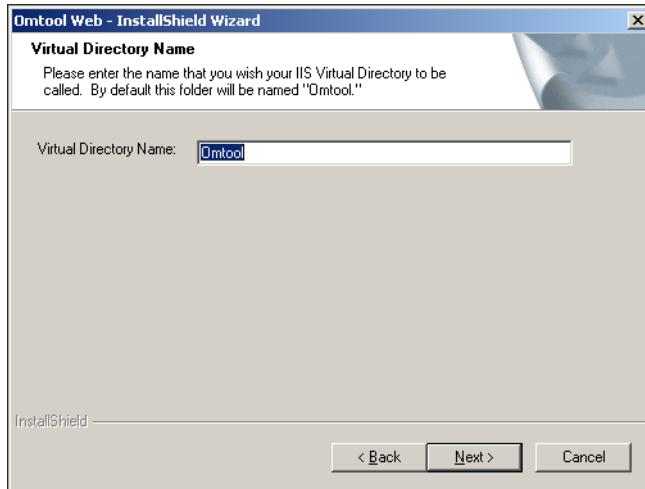 Omtool Web - InstallShield Wizard
Virtual Directory Name
Please enter the name that you wish your IIS Virtual Directory to be
called. By default this folder will be named "Omtool."
Virtual Directory Name: Omtool
InstallShield
< Back Next > Cancel